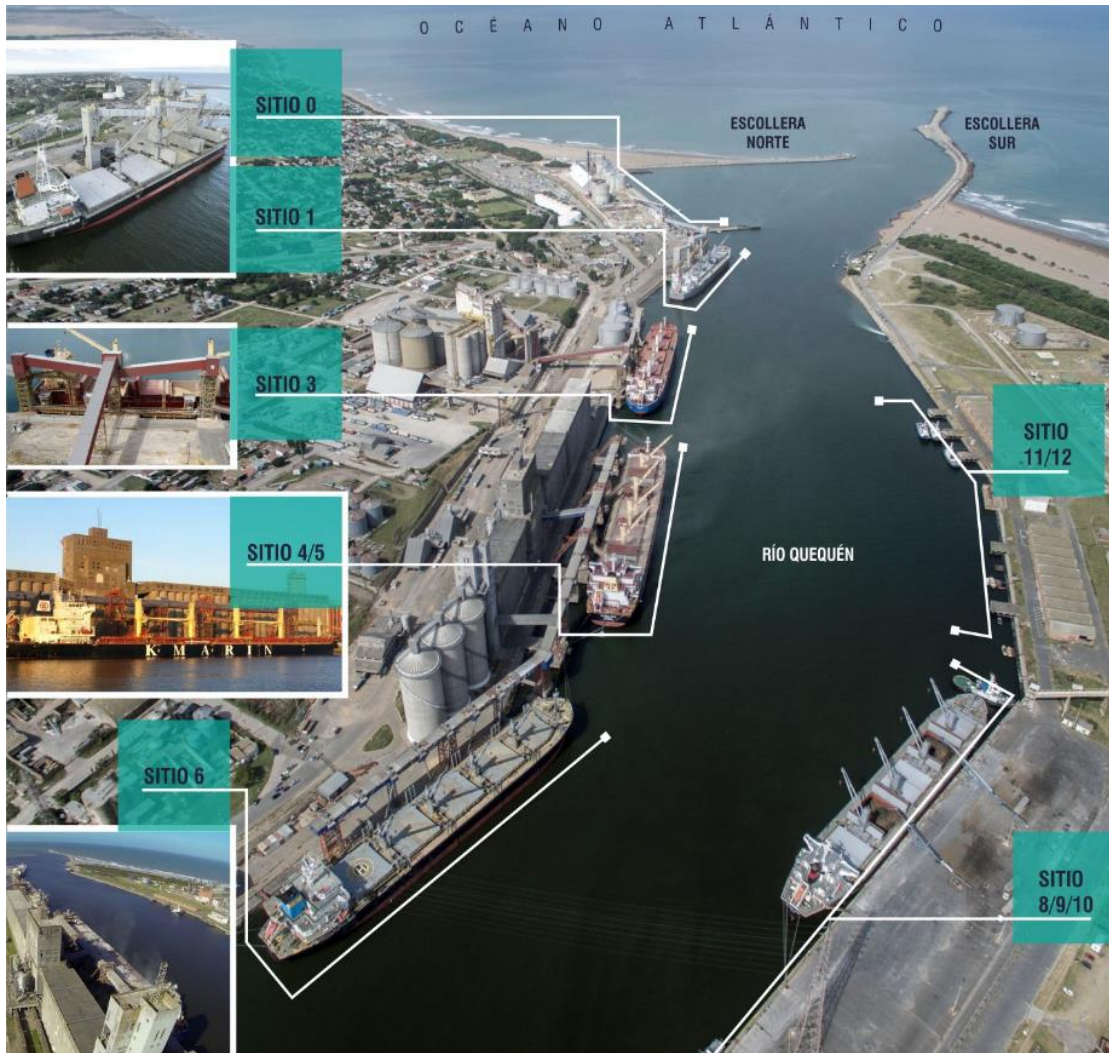 OCÉANO ATLÁNTICO
SITIO 0
ESCOLLERA
NORTE
ESCOLLERA
SUR
SITIO 1
SITIO 3
SITIO
11/12
SITIO 4/5
RÍO QUEQUÉN
K MARIN
SITIO 6
SITIO
8/9/10
H